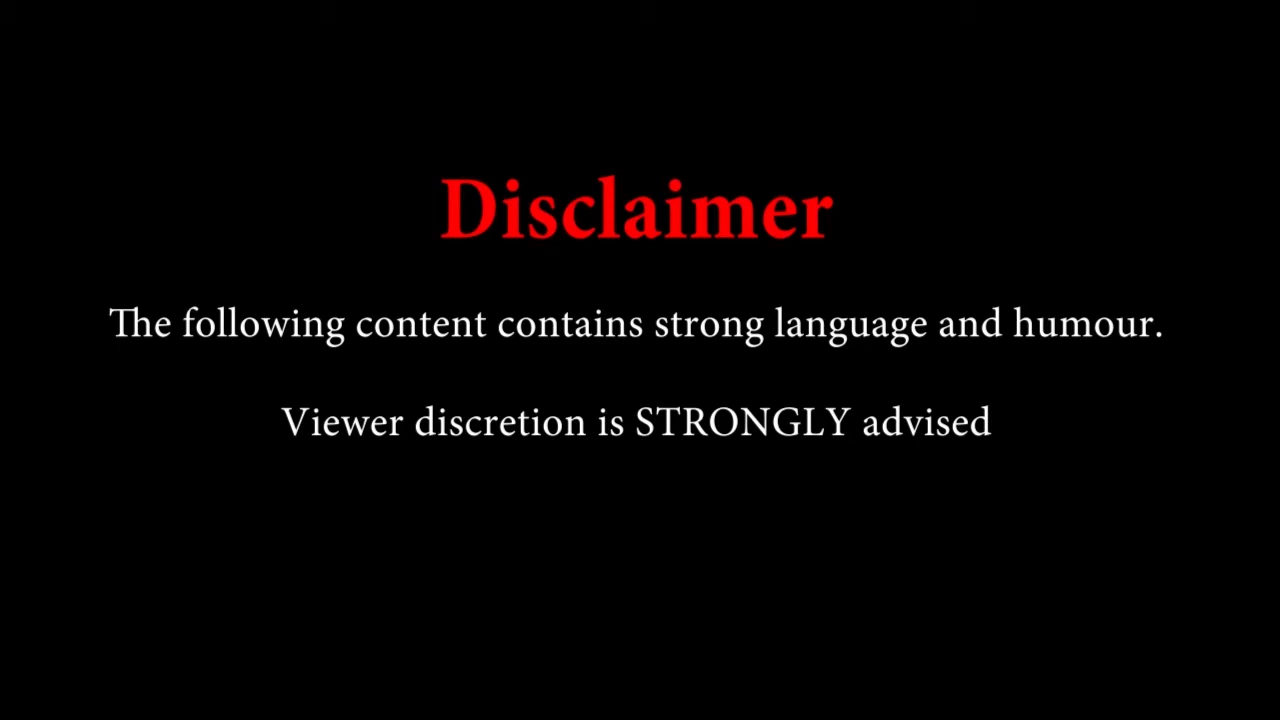 Disclaimer
The following content contains strong language and humour.
Viewer discretion is STRONGLY advised